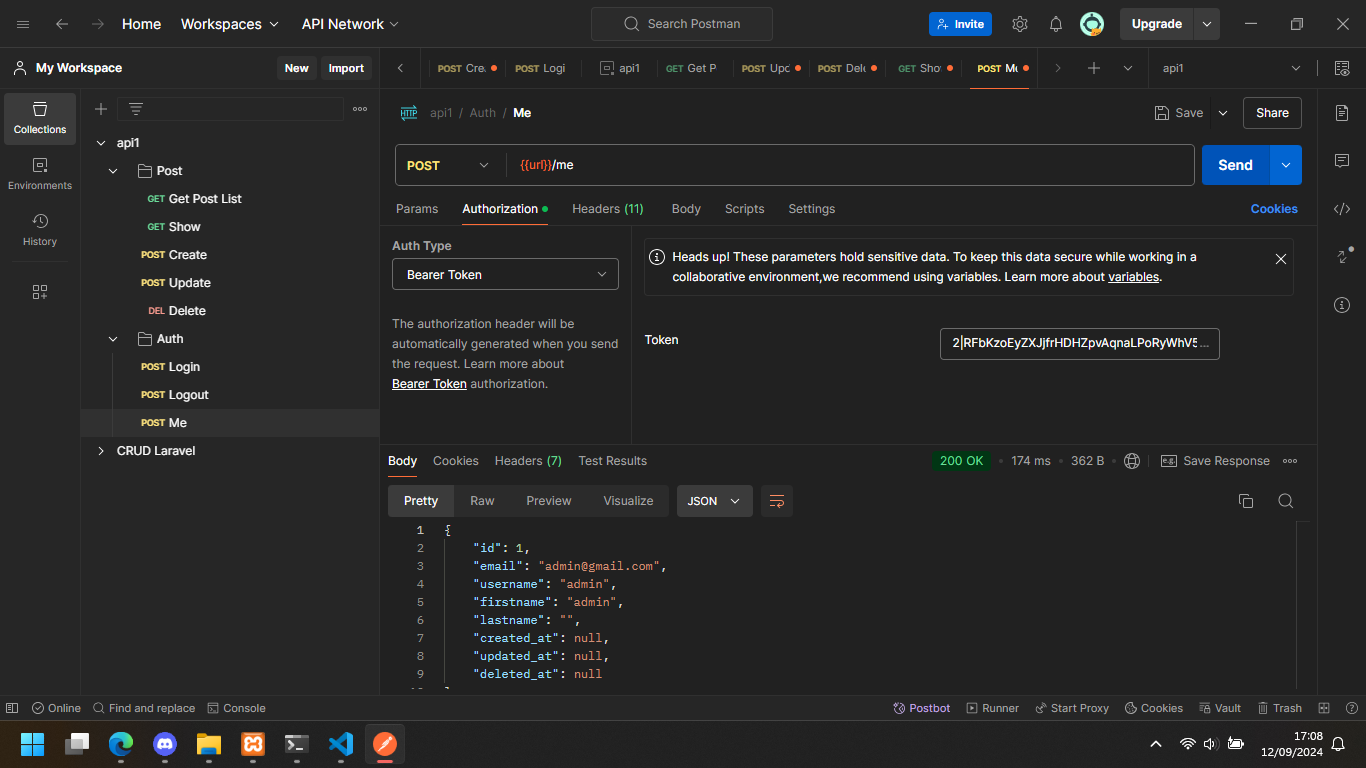 Home
Workspaces
API Network
Search Postman
Invite
Upgrade
My Workspace
New
Import
POST Cre
POST Logi
api1
GET Get P
POST Upc
POST Dele
GET Sho
POST Me
api1
Collections
Environments
History
api1
Post
GET Get Post List
GET Show
POST Create
POST Update
DEL Delete
Auth
POST Login
POST Logout
POST Me
CRUD Laravel
HTTP api1 / Auth / Me
Save
Share
POST
{{url}}/me
Send
Params
Authorization
Headers (11)
Body
Scripts
Settings
Cookies
Auth Type
Bearer Token
The authorization header will be
automatically generated when you send
the request. Learn more about
Bearer Token authorization.
Heads up! These parameters hold sensitive data. To keep this data secure while working in a
collaborative environment,we recommend using variables. Learn more about variables.
Token
2|RFbKzoEyZXJjfrHDHZpvAqnaLPoRyWhV5...
Body
Cookies
Headers (7)
Test Results
200 OK
174 ms
362 B
e.g.
Save Response
Pretty
Raw
Preview
Visualize
JSON
1 {
2 "id": 1,
3 "email": "admin@gmail.com",
4 "username": "admin",
5 "firstname": "admin",
6 "lastname": "",
7 "created_at": null,
8 "updated_at": null,
9 "deleted_at": null
Online
Find and replace
Console
Postbot
Runner
Start Proxy
Cookies
Vault
Trash
17:08
12/09/2024